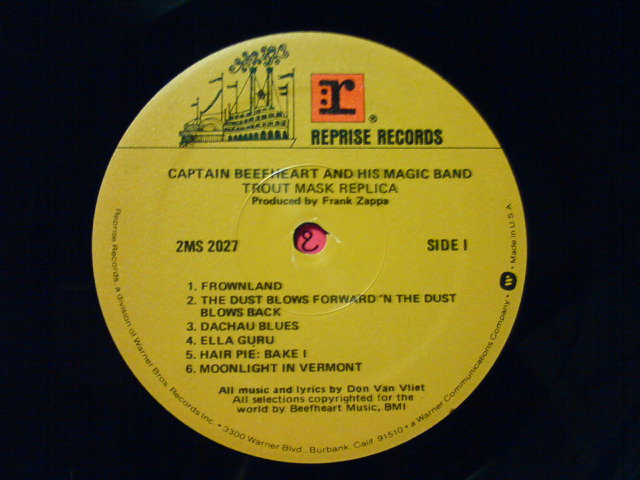 r
®
REPRISE RECORDS
CAPTAIN BEEFHEART AND HIS MAGIC BAND
TROUT MASK REPLICA
Produced by Frank Zappa
2MS 2027
SIDE I
1. FROWNLAND
2. THE DUST BLOWS FORWARD 'N THE DUST
BLOWS BACK
3. DACHAU BLUES
4. ELLA GURU
5. HAIR PIE: BAKE I
6. MOONLIGHT IN VERMONT
All music and lyrics by Don Van Vliet
All selections copyrighted for the
world by Beefheart Music, BMI
Reprise Records, a division of Warner Bros. Records Inc. • 3300 Warner Blvd., Burbank, Calif. 91510 • a Warner Communications Company • W • Made in U.S.A.